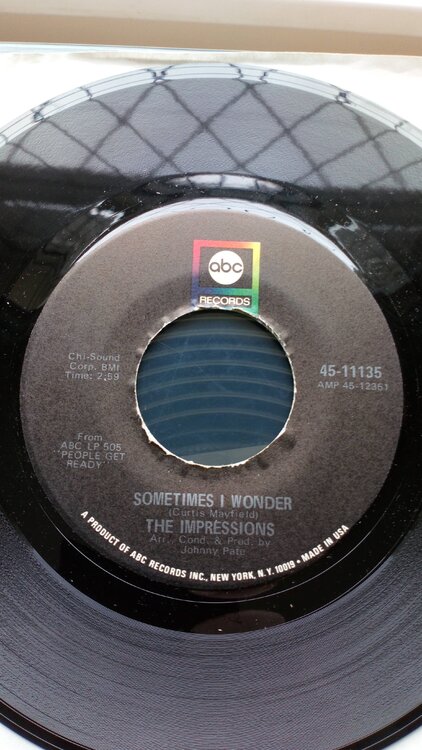 abc
RECORDS
Chi-Sound
Corp. BMI
Time: 2:59
45-11135
AMP 45-12351
From
ABC LP 505
"PEOPLE GET
READY"
SOMETIMES I WONDER
(Curtis Mayfield)
THE IMPRESSIONS
Arr., Cond. & Prod. by
Johnny Pate
A PRODUCT OF ABC RECORDS INC., NEW YORK, N.Y. 10019 • MADE IN USA